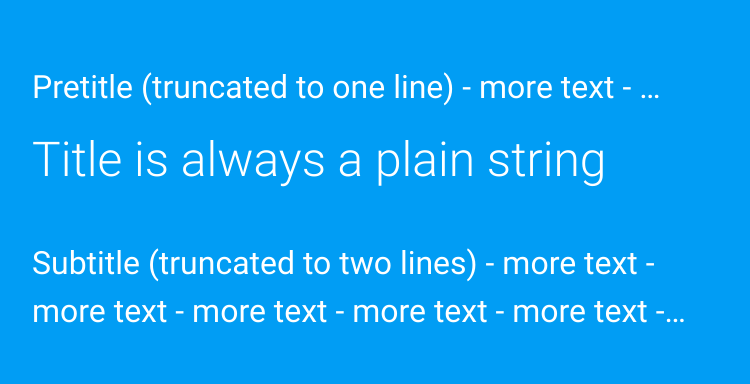 Pretitle (truncated to one line) - more text - …
Title is always a plain string
Subtitle (truncated to two lines) - more text -
more text - more text - more text - more text -…